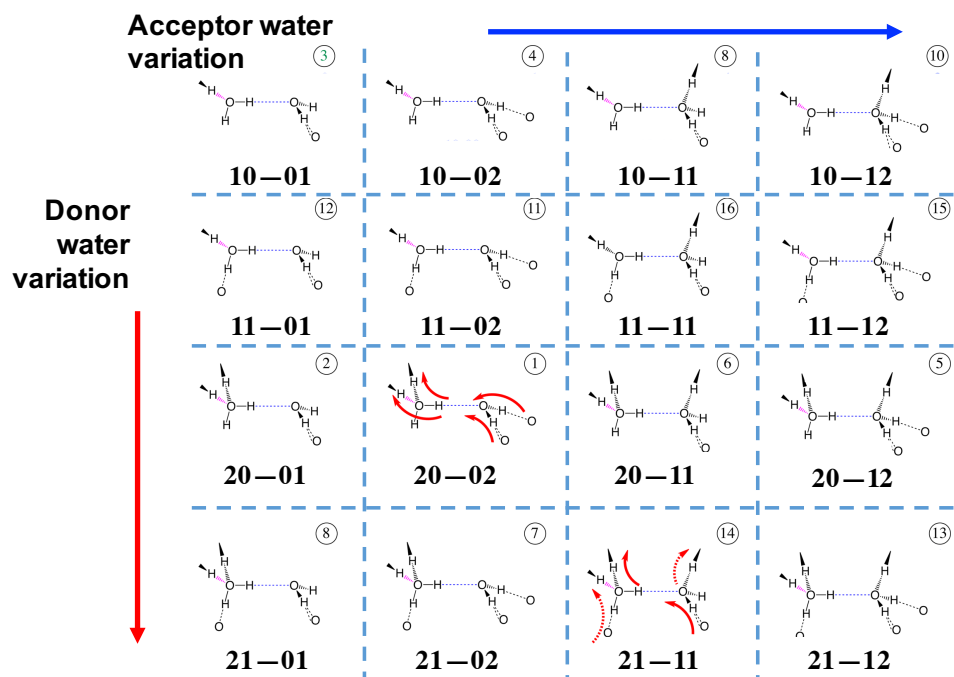 Acceptor water
variation
Donor
water
variation
3
H
O H O H
H H
O
10—01
4
H
O H O H
H H O
O
10—02
8
H
H
O H O
H H H
O
10—11
10
H
H
O H O
H H H O
O
10—12
12
H
O H O H
H H
O O
11—01
11
H
O H O H
H H O
O O
11—02
16
H
H
O H O
H H H
O O
11—11
15
H
H
O H O
H H H O
O O
11—12
2
H
H
O H O H
H H
O
20—01
1
H
H
O H O H
H H O
O
20—02
6
H H
H
O H O H
H H
O
20—11
5
H H
H
O H O H
H H O
O
20—12
8
H
H
O H O H
H H
O O
21—01
7
H
H
O H O H
H H O
O O
21—02
14
H H
H
O H O H
H H
O O
21—11
13
H H
H
O H O H
H H O
O O
21—12